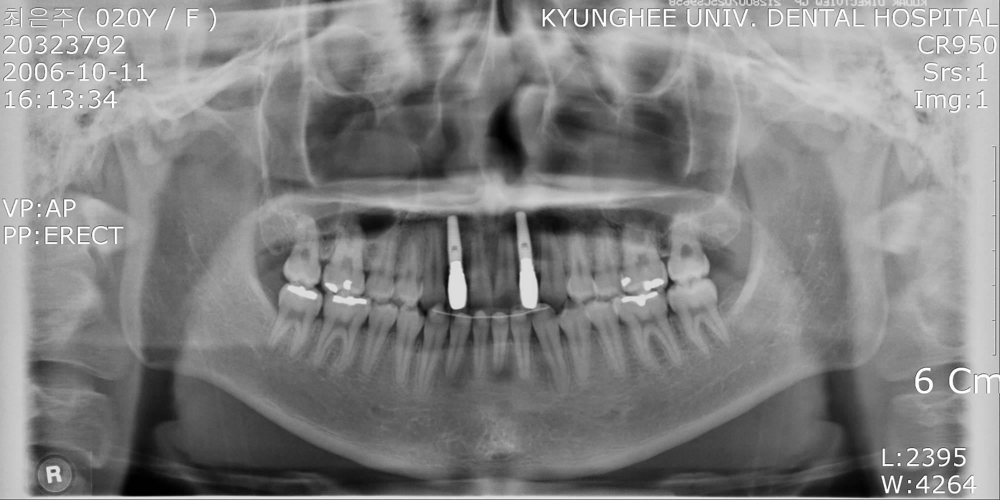 최은주( 020Y / F )
20323792
2006-10-11
16:13:34
KYUNGHEE UNIV. DENTAL HOSPITAL
CR950
Srs:1
Img:1
VP:AP
PP:ERECT
6 Cm
R
L:2395
W:4264